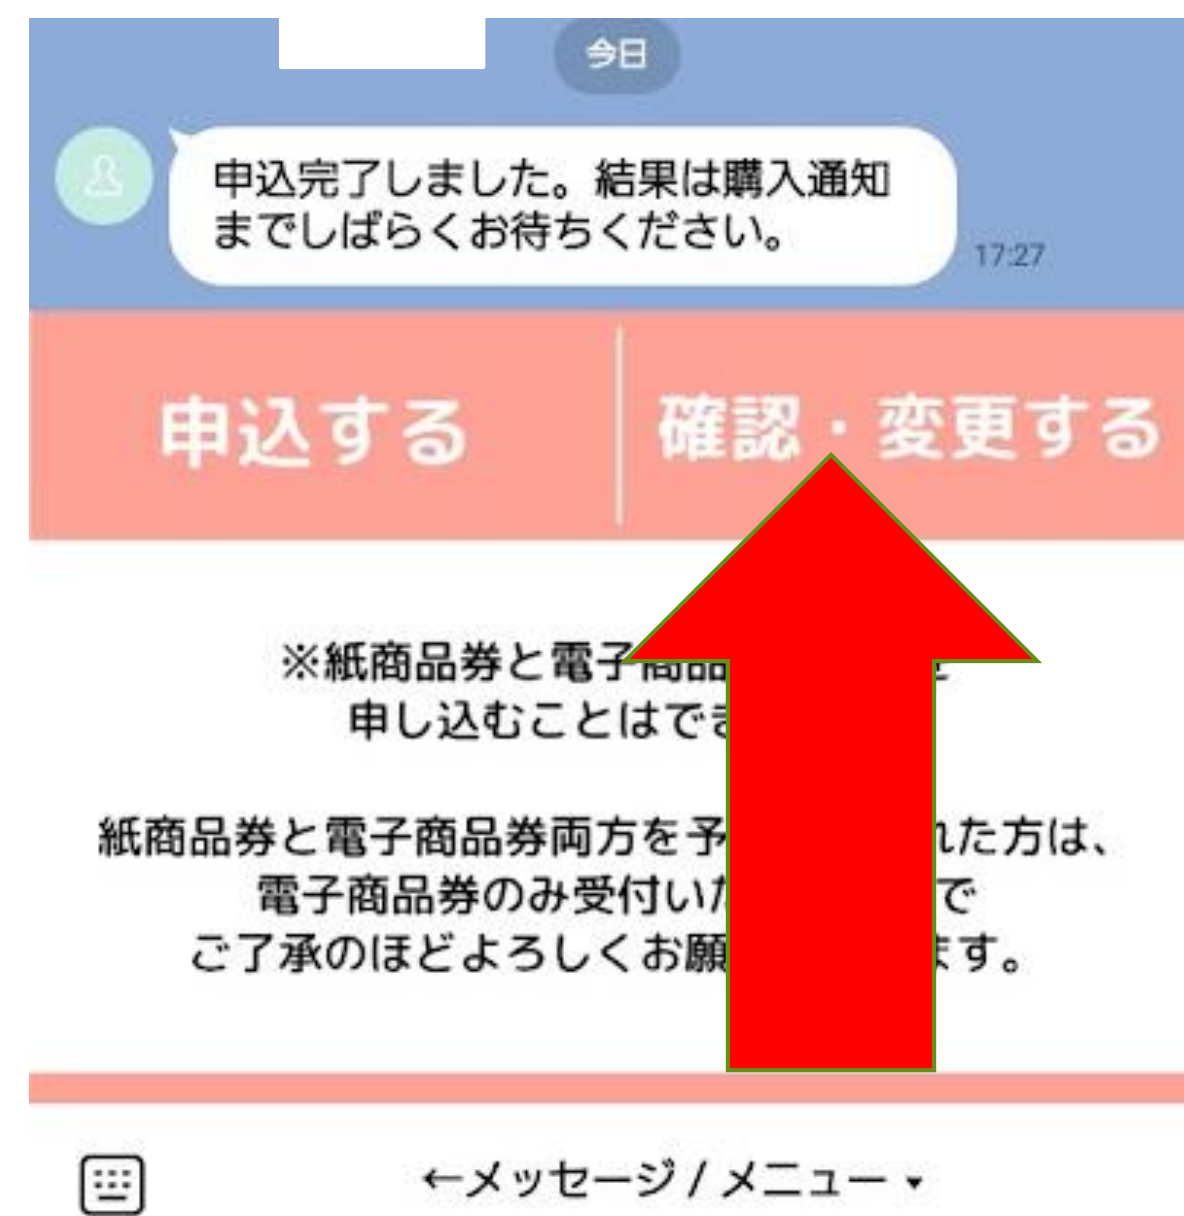 今日
申込完了しました。結果は購入通知
までしばらくお待ちください。
17:27
申込する
確認・変更する
※紙商品券と電子商品
申し込むことはでき
紙商品券と電子商品券両方を予 れた方は、
電子商品券のみ受付いた で
ご了承のほどよろしくお願 ます。
←メッセージ / メニュー ▾